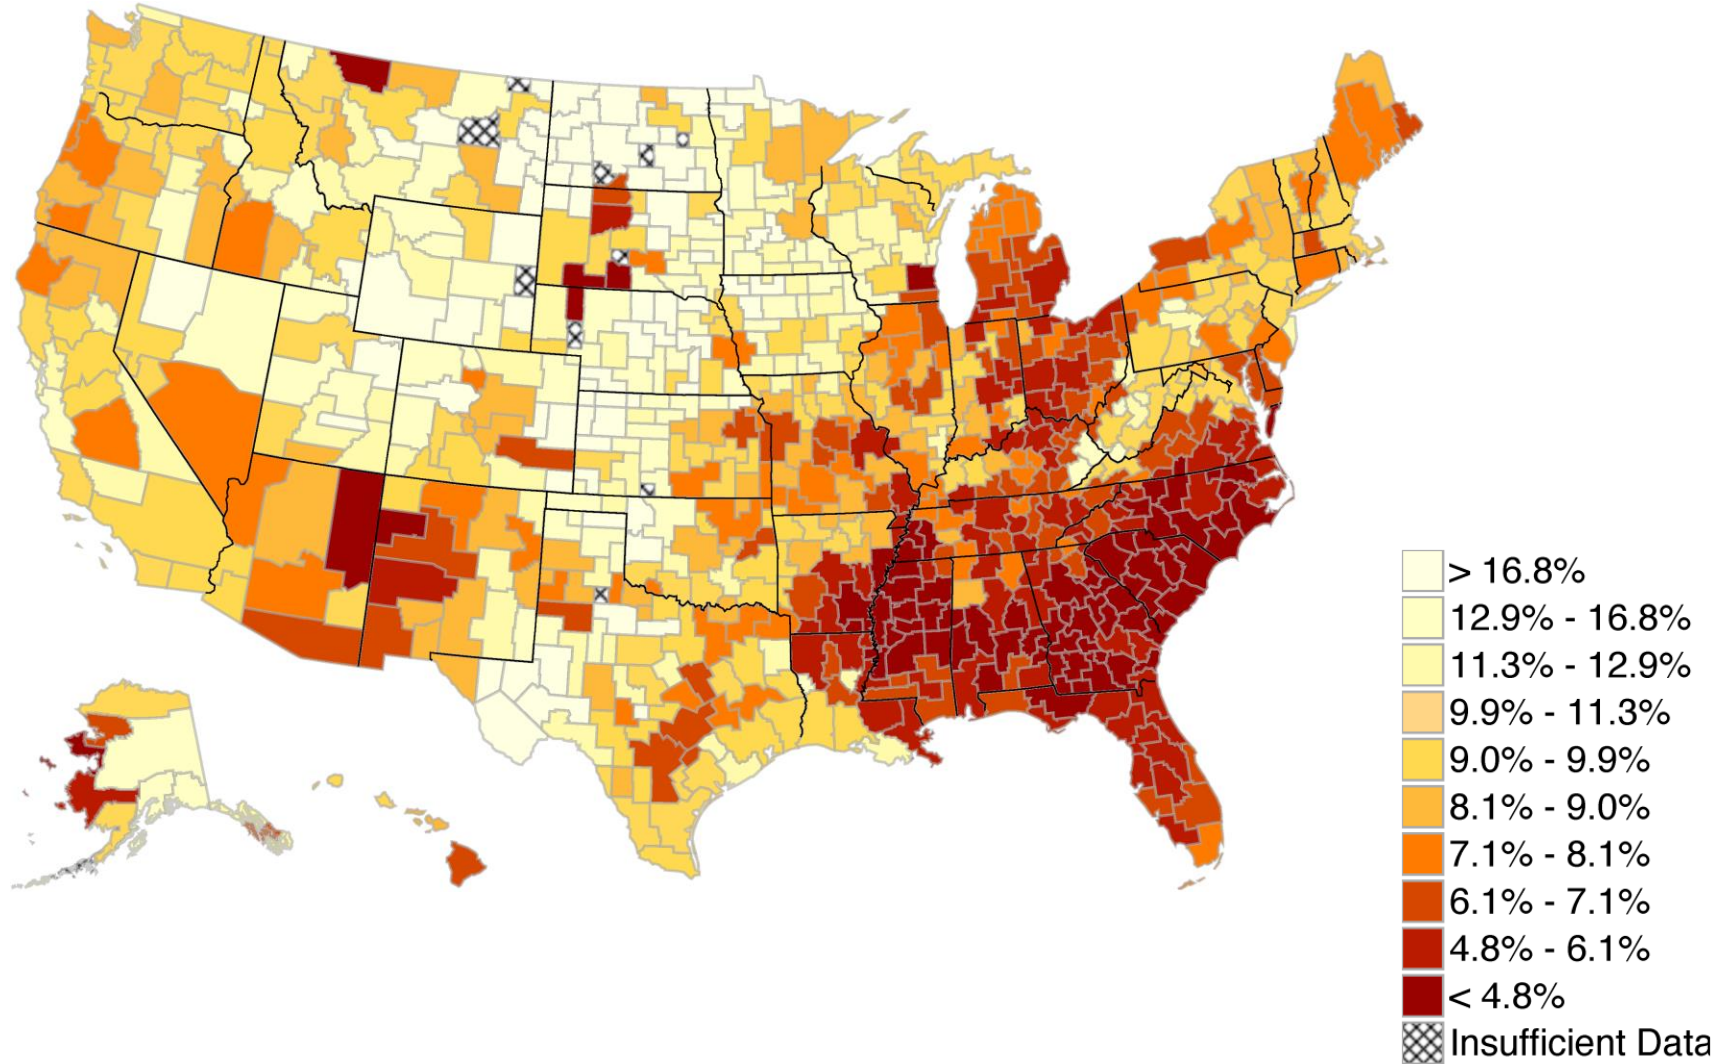 > 16.8%
12.9% - 16.8%
11.3% - 12.9%
9.9% - 11.3%
9.0% - 9.9%
8.1% - 9.0%
7.1% - 8.1%
6.1% - 7.1%
4.8% - 6.1%
< 4.8%
Insufficient Data